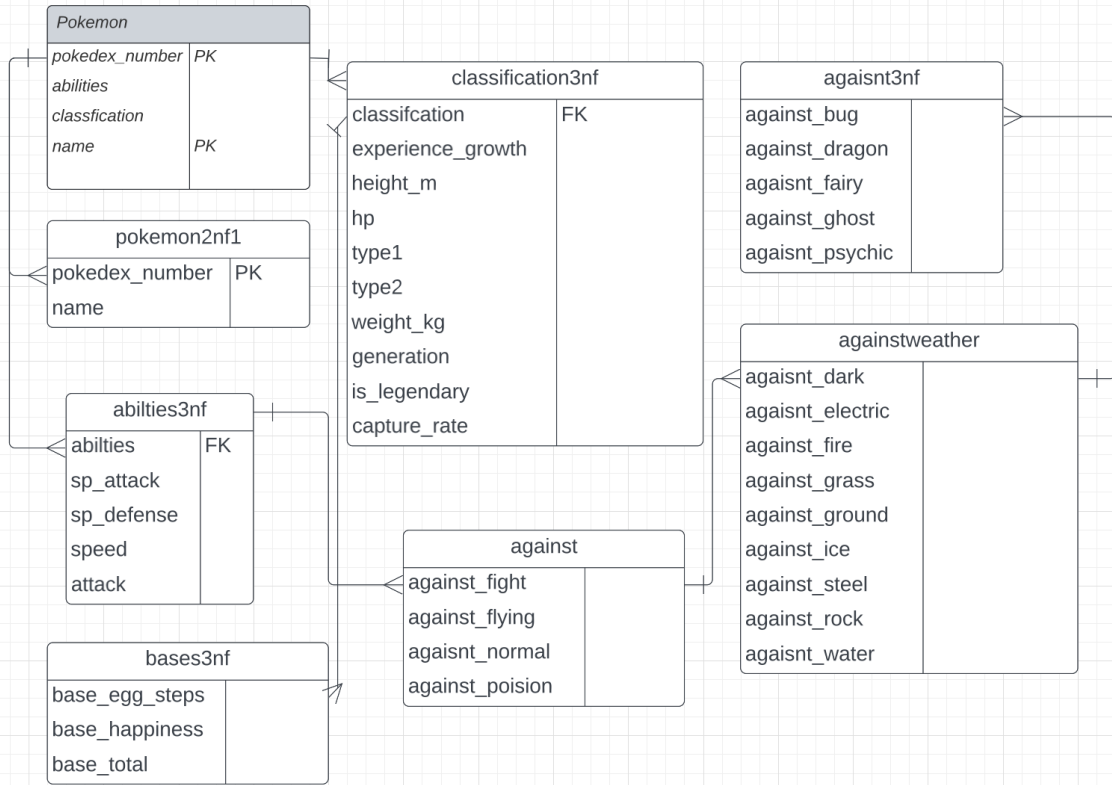 Pokemon
pokedex_number PK
abilities
classfication
name PK
pokemon2nf1
pokedex_number PK
name
abilties3nf
abilties FK
sp_attack
sp_defense
speed
attack
bases3nf
base_egg_steps
base_happiness
base_total
classification3nf
classifcation FK
experience_growth
height_m
hp
type1
type2
weight_kg
generation
is_legendary
capture_rate
against
against_fight
against_flying
agaisnt_normal
against_poision
agaisnt3nf
against_bug
against_dragon
agaisnt_fairy
against_ghost
agaisnt_psychic
againstweather
agaisnt_dark
agaisnt_electric
against_fire
against_grass
against_ground
against_ice
against_steel
against_rock
agaisnt_water